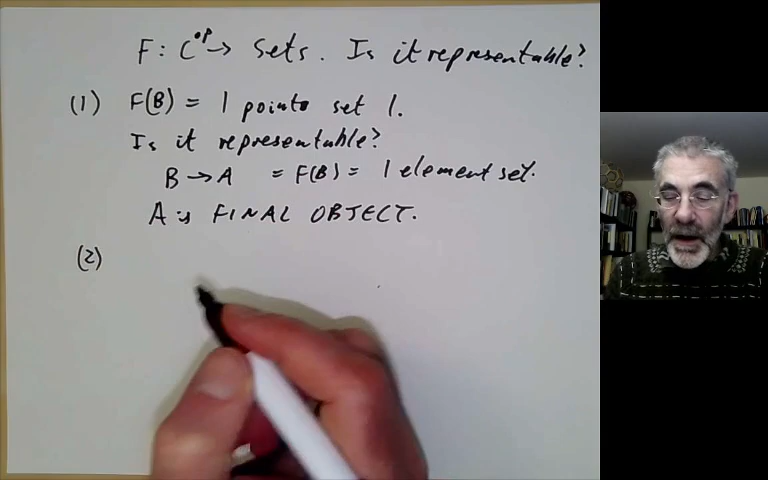 F: C^op → Sets. Is it representable?
(1) F(B) = 1 point set 1.
Is it representable?
B → A = F(B) = 1 element set.
A is FINAL OBJECT.
(2)